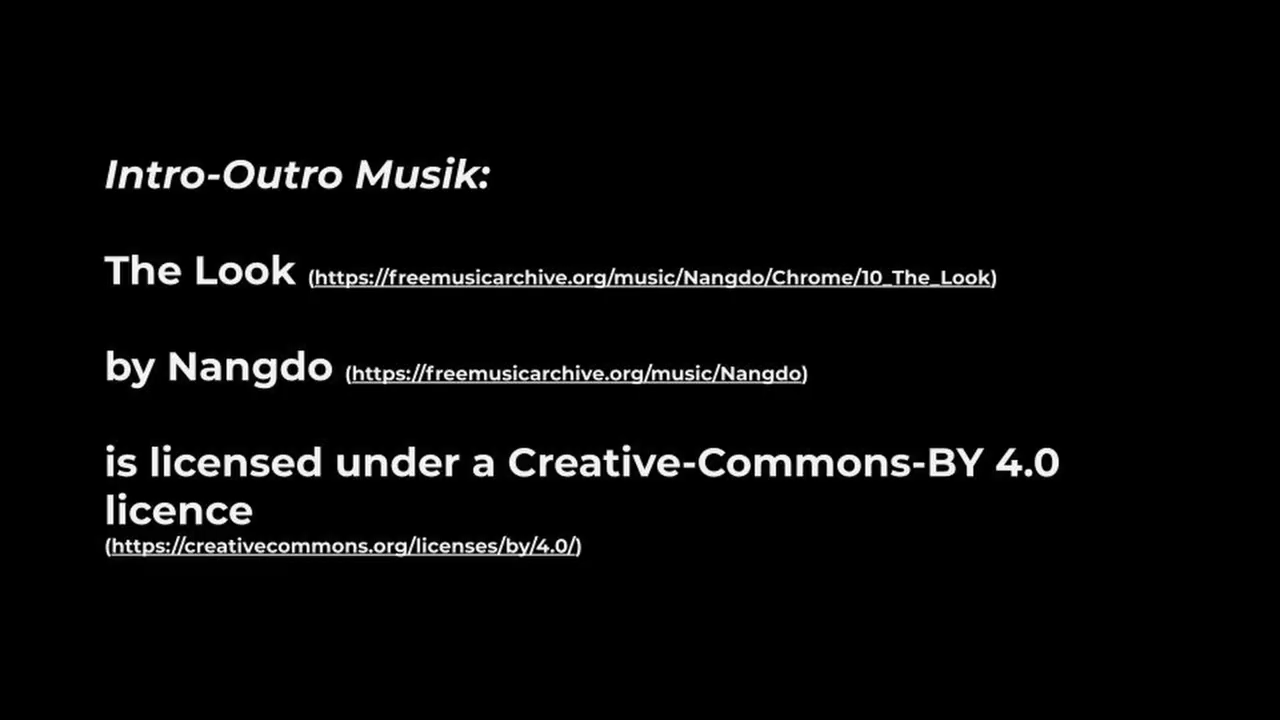 Intro-Outro Musik:
The Look (https://freemusicarchive.org/music/Nangdo/Chrome/10_The_Look)
by Nangdo (https://freemusicarchive.org/music/Nangdo)
is licensed under a Creative-Commons-BY 4.0
licence
(https://creativecommons.org/licenses/by/4.0/)